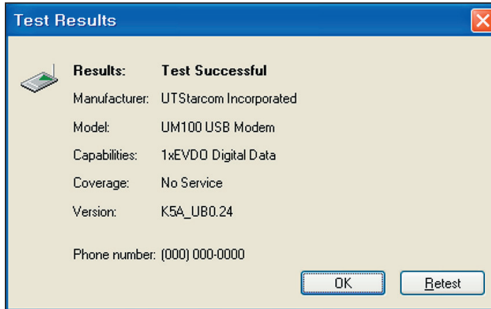 Test Results
Results: Test Successful
Manufacturer: UTStarcom Incorporated
Model: UM100 USB Modem
Capabilities: 1xEVDO Digital Data
Coverage: No Service
Version: K5A_UB0.24
Phone number: (000) 000-0000
OK Retest